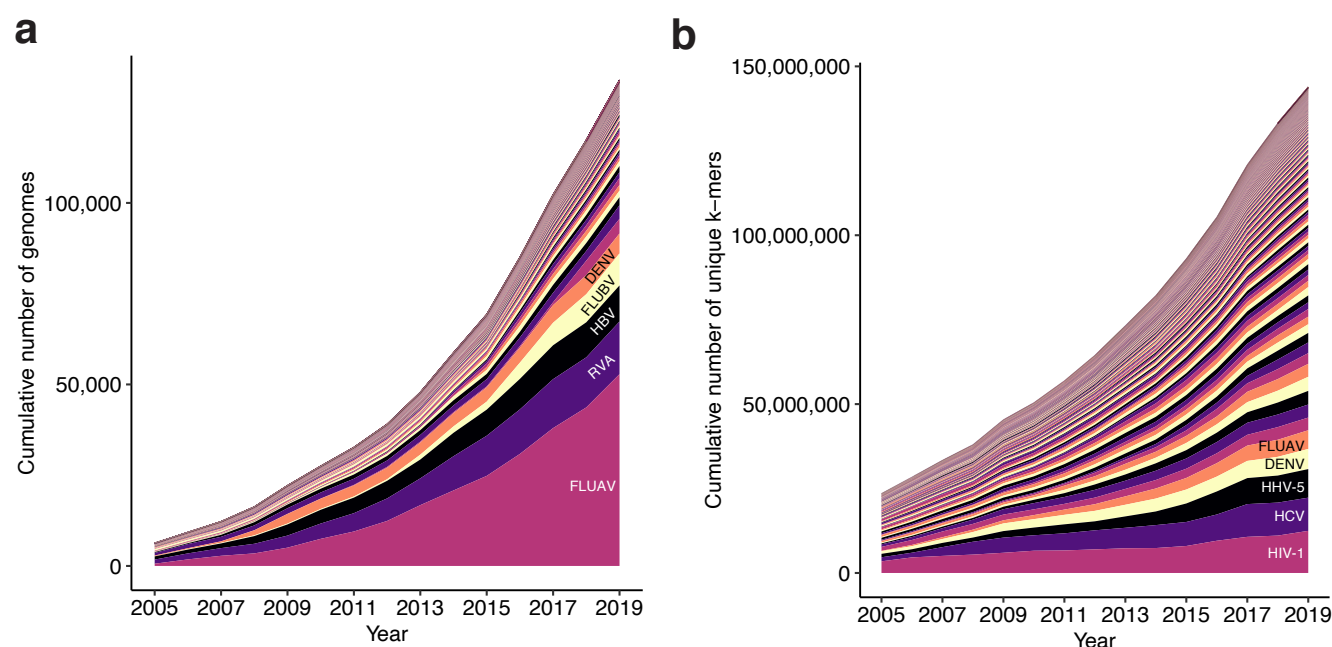 a
Cumulative number of genomes
100,000
50,000
0
DENV
FLUBV
HBV
RVA
FLUAV
2005 2007 2009 2011 2013 2015 2017 2019
Year
b
Cumulative number of unique k−mers
150,000,000
100,000,000
50,000,000
0
FLUAV
DENV
HHV-5
HCV
HIV-1
2005 2007 2009 2011 2013 2015 2017 2019
Year